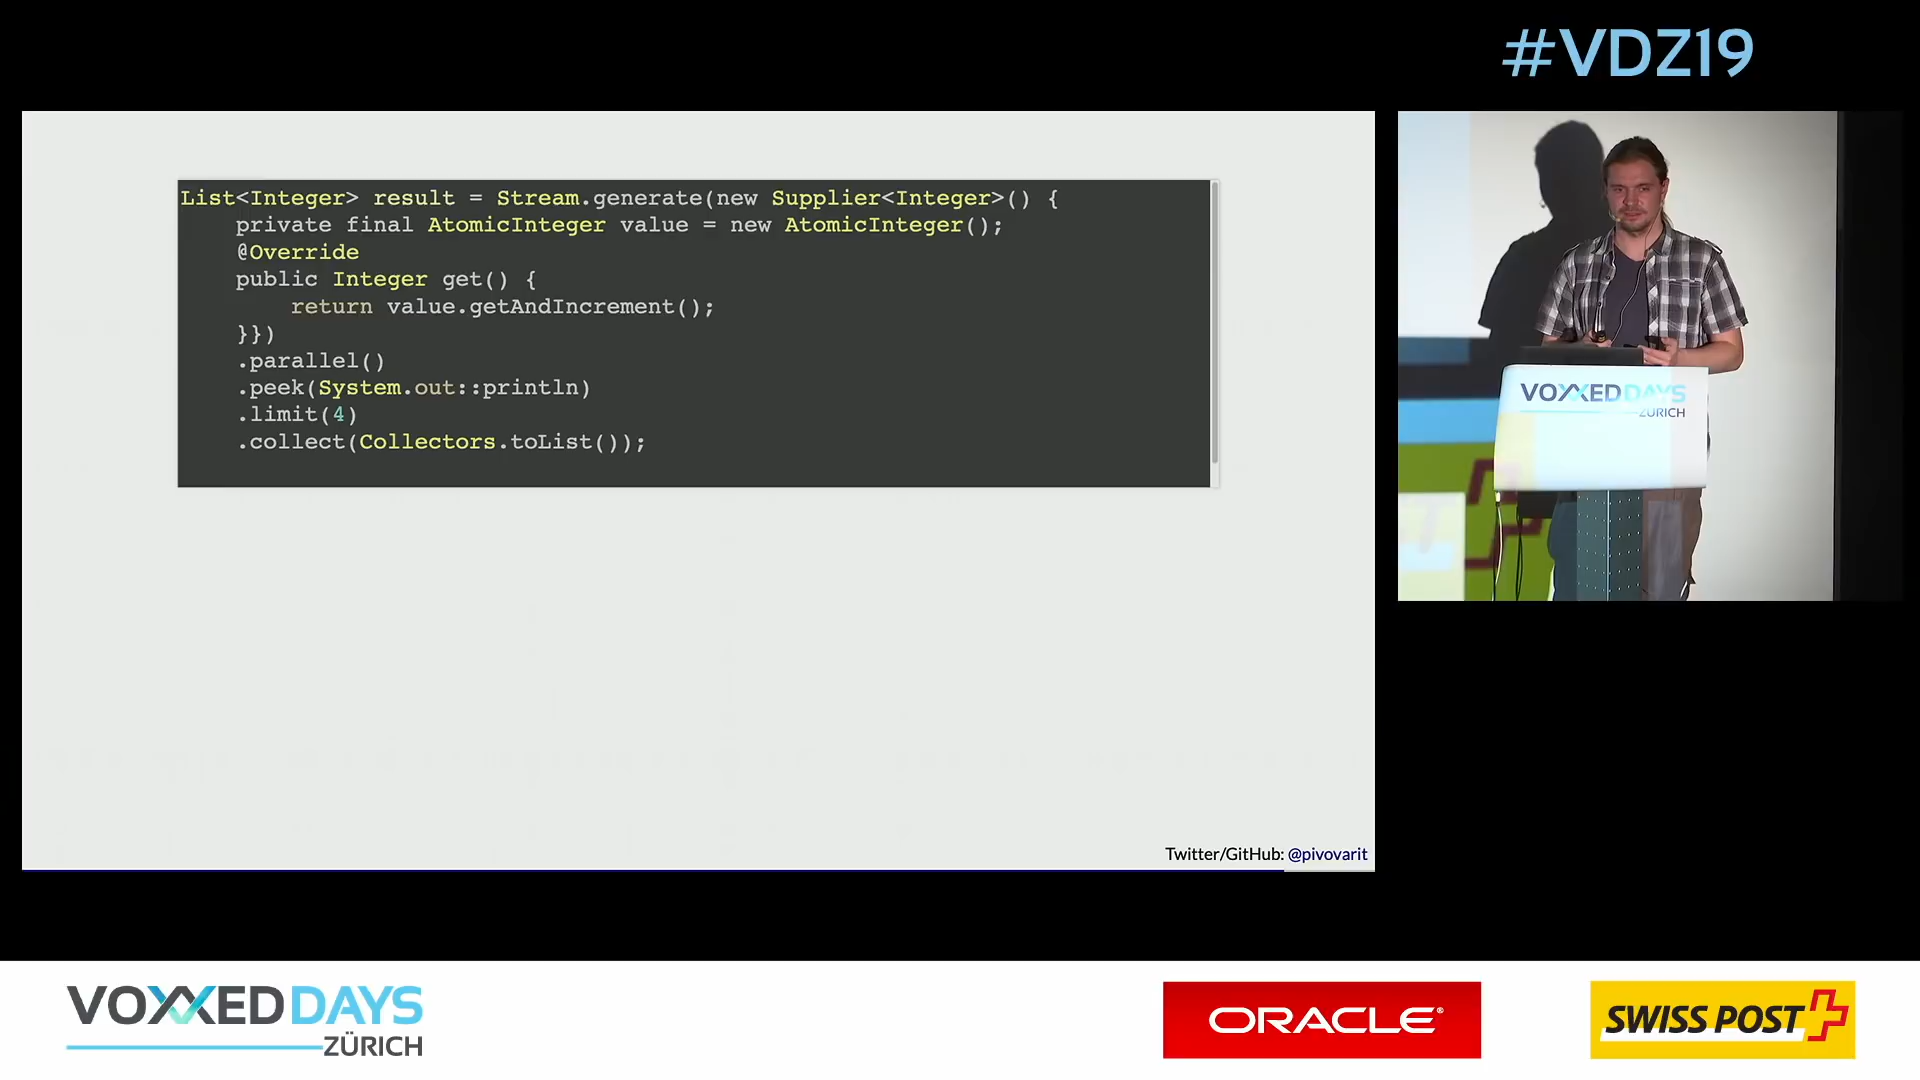 #VDZ19
List<Integer> result = Stream.generate(new Supplier<Integer>() {
    private final AtomicInteger value = new AtomicInteger();
    @Override
    public Integer get() {
        return value.getAndIncrement();
    }})
    .parallel()
    .peek(System.out::println)
    .limit(4)
    .collect(Collectors.toList());
VOXXED DAYS
ZÜRICH
Twitter/GitHub: @pivovarit
VOXXED DAYS
ZÜRICH
ORACLE®
SWISS POST